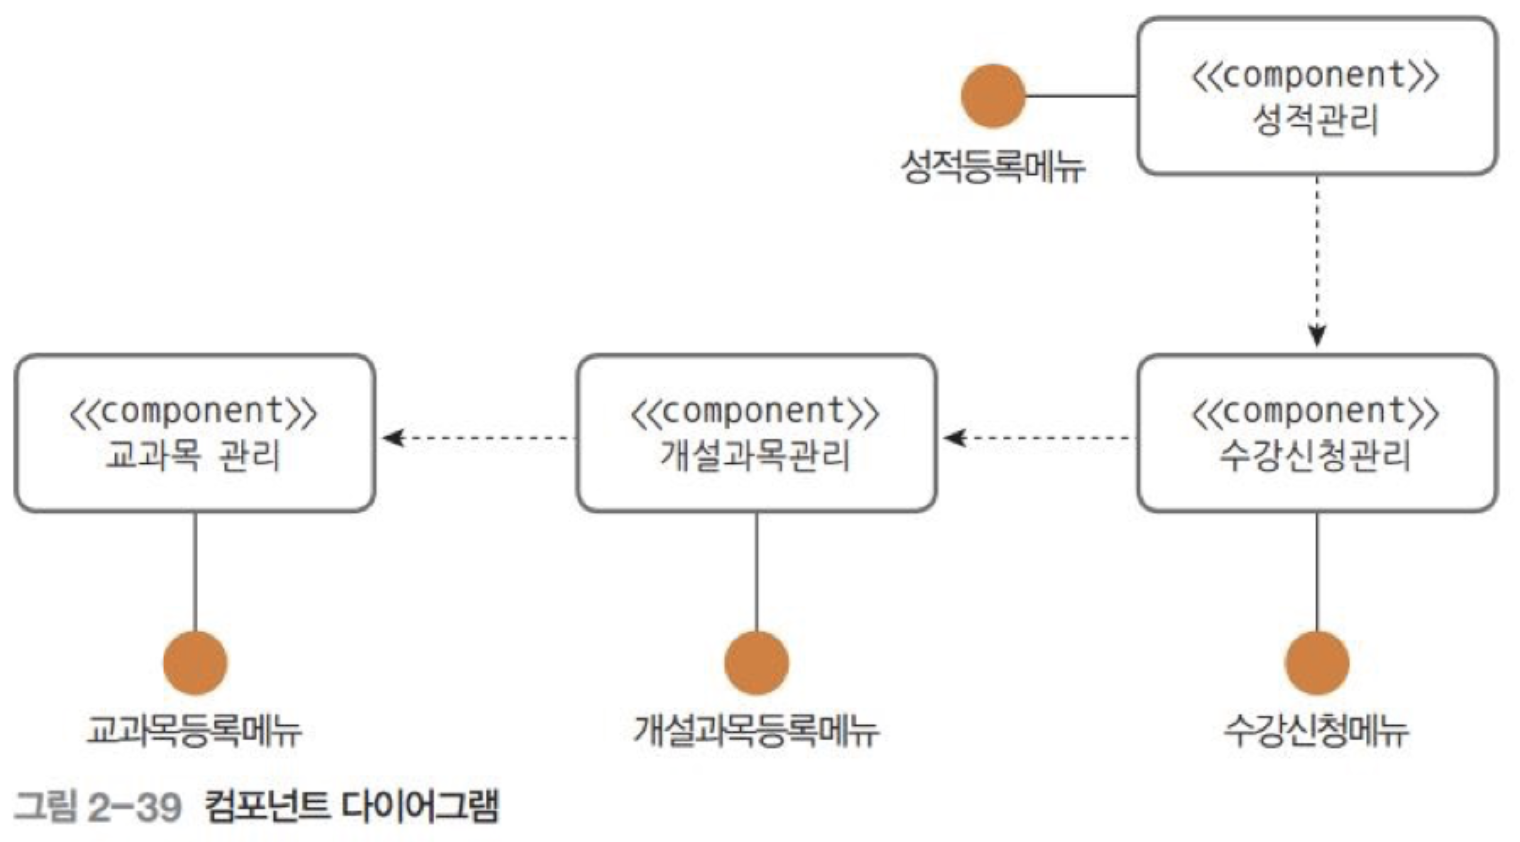 <<component>>
성적관리
성적등록메뉴
<<component>>
교과목 관리
<<component>>
개설과목관리
<<component>>
수강신청관리
교과목등록메뉴
개설과목등록메뉴
수강신청메뉴
그림 2-39 컴포넌트 다이어그램